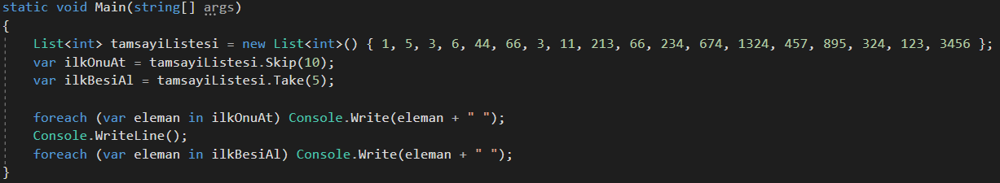 static void Main(string[] args)
{
    List<int> tamsayiListesi = new List<int>() { 1, 5, 3, 6, 44, 66, 3, 11, 213, 66, 234, 674, 1324, 457, 895, 324, 123, 3456 };
    var ilkOnuAt = tamsayiListesi.Skip(10);
    var ilkBesiAl = tamsayiListesi.Take(5);

    foreach (var eleman in ilkOnuAt) Console.Write(eleman + " ");
    Console.WriteLine();
    foreach (var eleman in ilkBesiAl) Console.Write(eleman + " ");
}